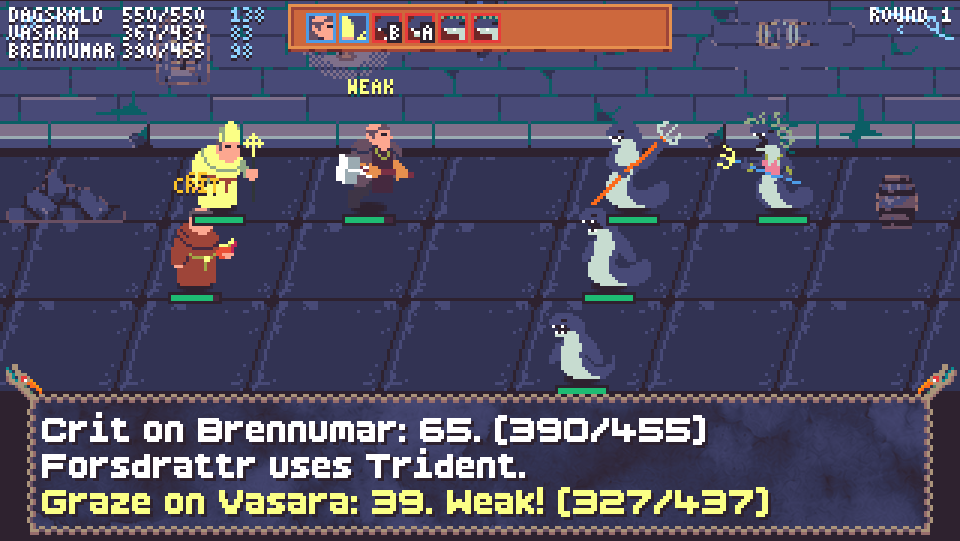 DAGSKALD 550/550 138
VASARA 367/437 83
BRENNUMAR 390/455 98
B
A
ROUND 1
WEAK
CRIT
Crit on Brennumar: 65. (390/455)
Forsdrattr uses Trident.
Graze on Vasara: 39. Weak! (327/437)